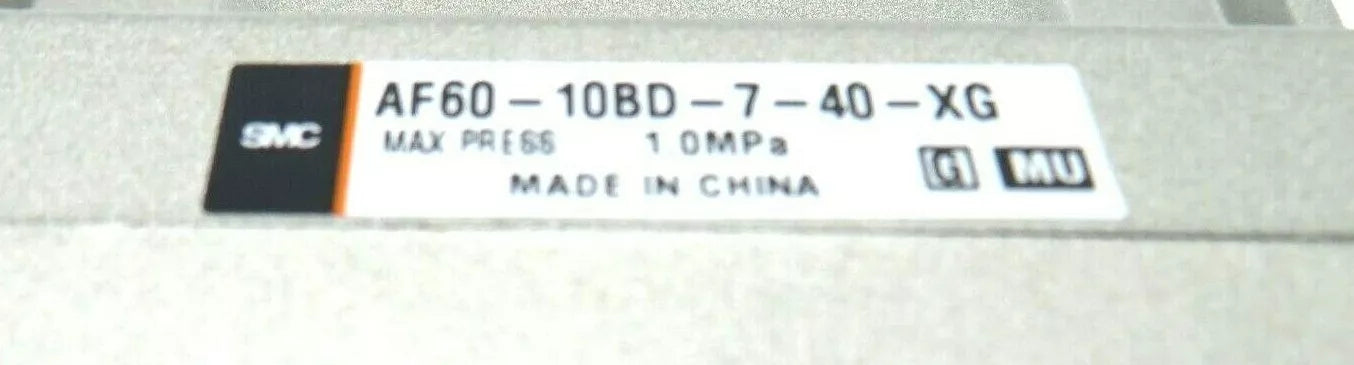 SMC
AF60-10BD-7-40-XG
MAX PRESS 1.0MPa
MADE IN CHINA
G MU